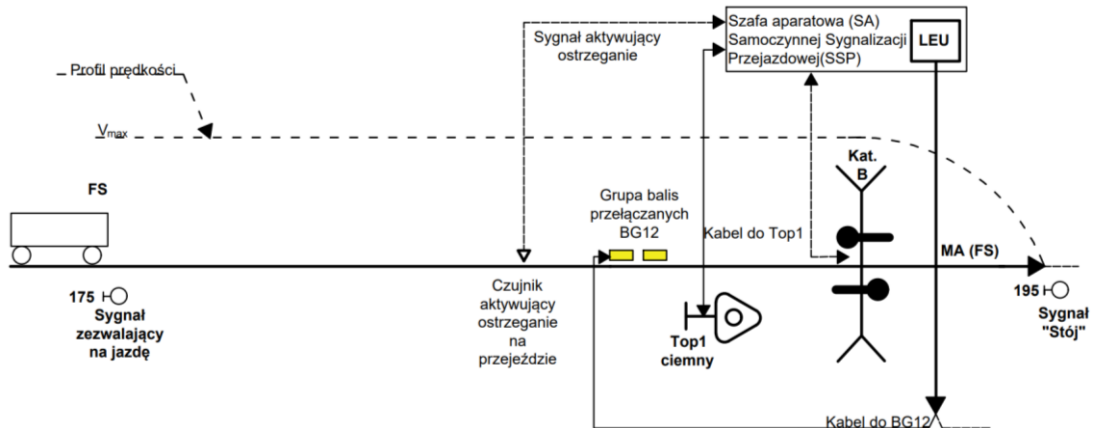 Sygnał aktywujący
ostrzeganie
Szafa aparatowa (SA)
Samoczynnej Sygnalizacji
Przejazdowej(SSP)
LEU
Profil prędkości
Vmax
Kat.
B
FS
Grupa balis
przełączanych
BG12
Kabel do Top1
MA (FS)
175
Sygnał
zezwalający
na jazdę
Czujnik
aktywujący
ostrzeganie
na
przejeździe
Top1
ciemny
195
Sygnał
"Stój"
Kabel do BG12